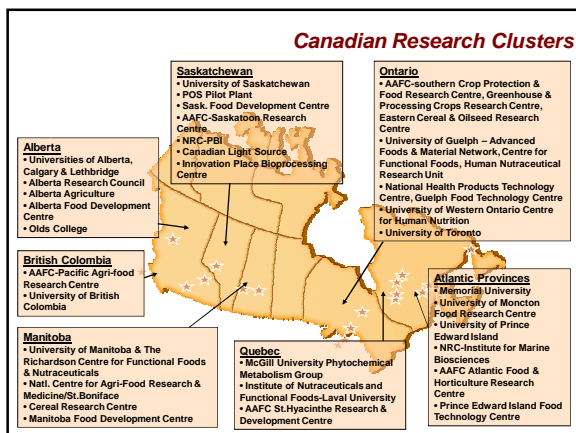 Canadian Research Clusters
Saskatchewan
• University of Saskatchewan
• POS Pilot Plant
• Sask. Food Development Centre
• AAFC-Saskatoon Research
Centre
• NRC-PBI
• Canadian Light Source
• Innovation Place Bioprocessing
Centre
Ontario
• AAFC-southern Crop Protection &
Food Research Centre, Greenhouse &
Processing Crops Research Centre,
Eastern Cereal & Oilseed Research
Centre
• University of Guelph – Advanced
Foods & Material Network, Centre for
Functional Foods, Human Nutraceutical
Research Unit
• National Health Products Technology
Centre, Guelph Food Technology Centre
• University of Western Ontario Centre
for Human Nutrition
• University of Toronto
Alberta
• Universities of Alberta,
Calgary & Lethbridge
• Alberta Research Council
• Alberta Agriculture
• Alberta Food Development
Centre
• Olds College
British Colombia
• AAFC-Pacific Agri-food
Research Centre
• University of British
Colombia
Atlantic Provinces
• Memorial University
• University of Moncton
Food Research Centre
• University of Prince
Edward Island
• NRC-Institute for Marine
Biosciences
• AAFC Atlantic Food &
Horticulture Research
Centre
• Prince Edward Island Food
Technology Centre
Manitoba
• University of Manitoba & The
Richardson Centre for Functional Foods
& Nutraceuticals
• Natl. Centre for Agri-Food Research &
Medicine/St.Boniface
• Cereal Research Centre
• Manitoba Food Development Centre
Quebec
• McGill University Phytochemical
Metabolism Group
• Institute of Nutraceuticals and
Functional Foods-Laval University
• AAFC St.Hyacinthe Research &
Development Centre